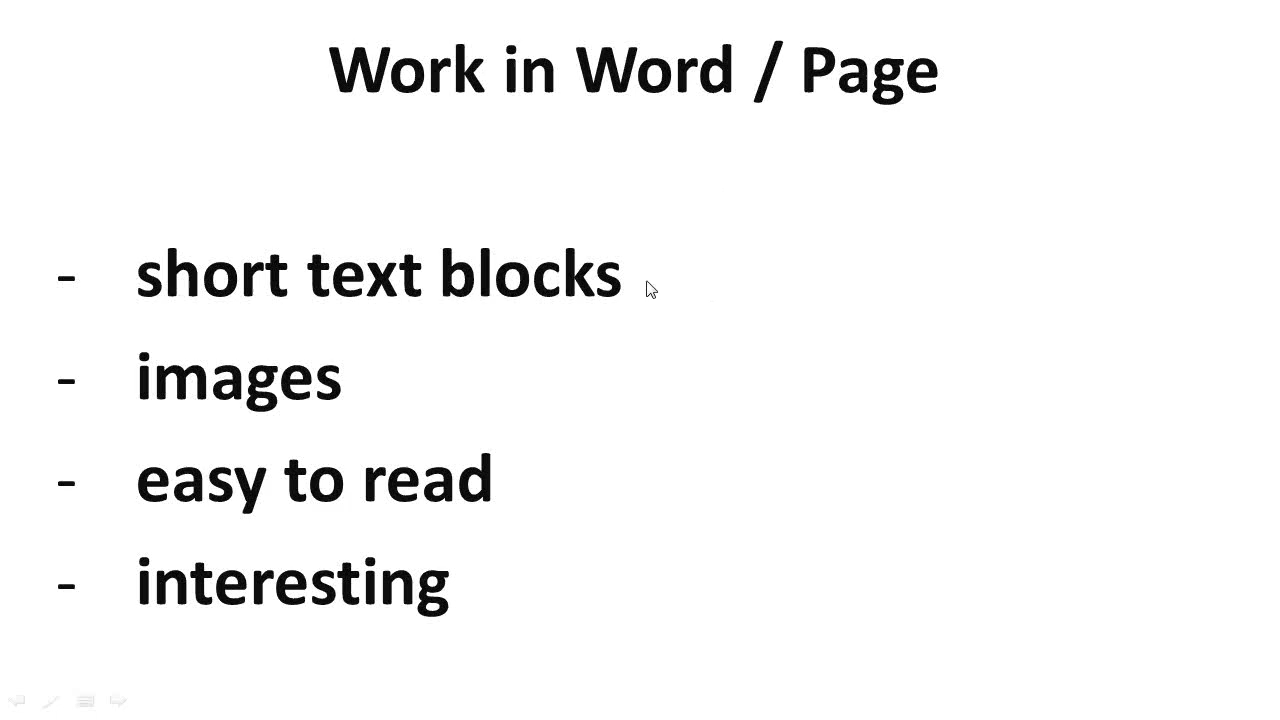 Work in Word / Page
- short text blocks
- images
- easy to read
- interesting